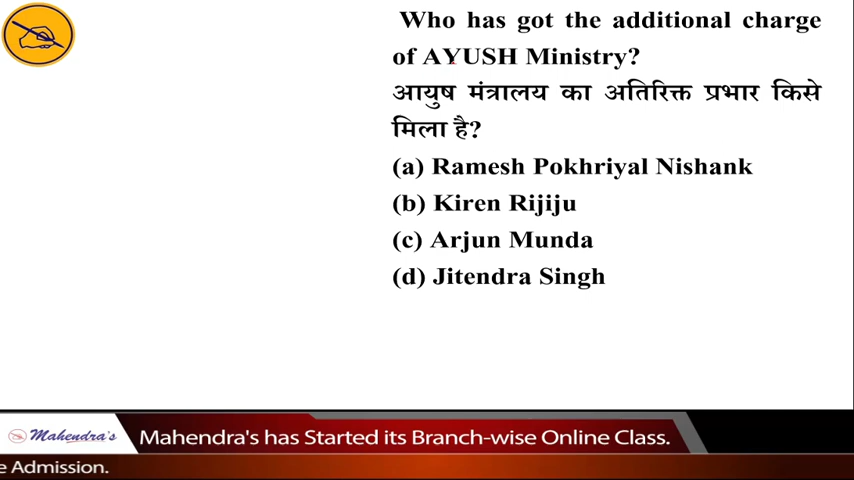 Who has got the additional charge
of AYUSH Ministry?
आयुष मंत्रालय का अतिरिक्त प्रभार किसे
मिला है?
(a) Ramesh Pokhriyal Nishank
(b) Kiren Rijiju
(c) Arjun Munda
(d) Jitendra Singh
Mahendra's Mahendra's has Started its Branch-wise Online Class.
e Admission.